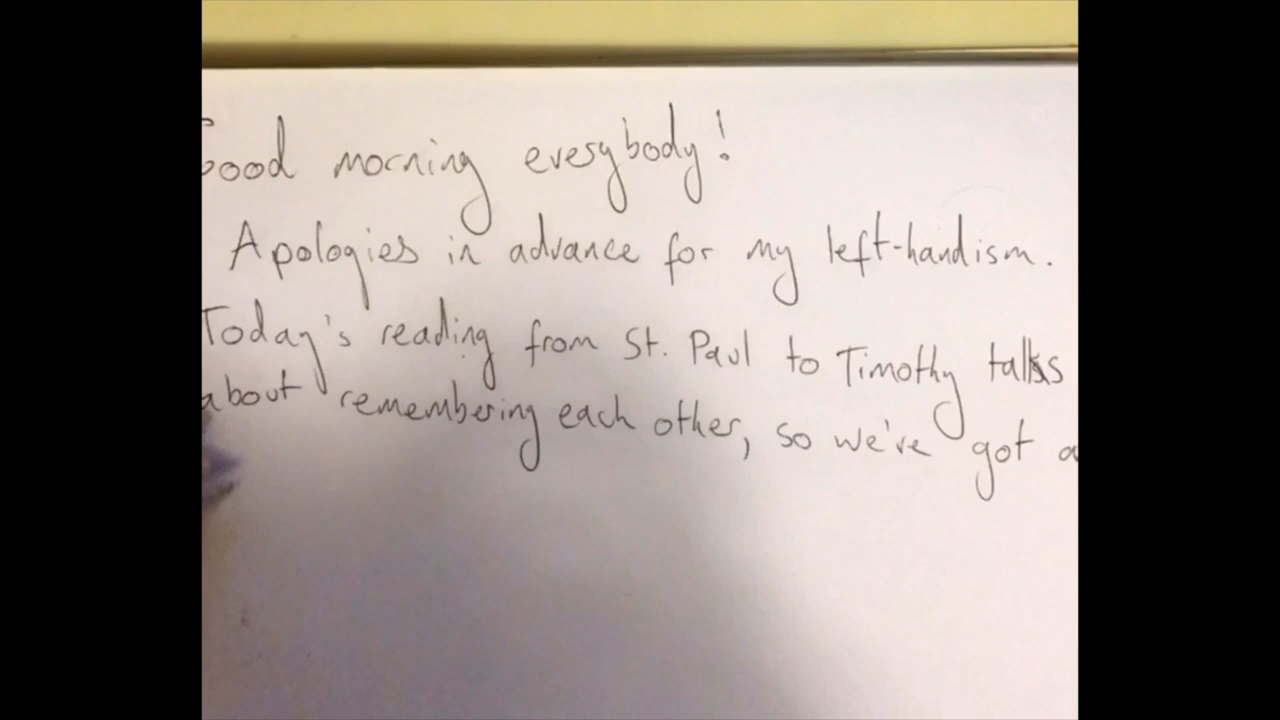 Good morning everybody!
Apologies in advance for my left-handism.
Today's reading from St. Paul to Timothy talks
about remembering each other, so we've got a